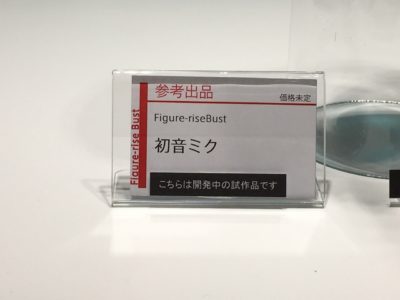 参考出品
価格未定
Figure-rise Bust
Figure-riseBust
初音ミク
こちらは開発中の試作品です